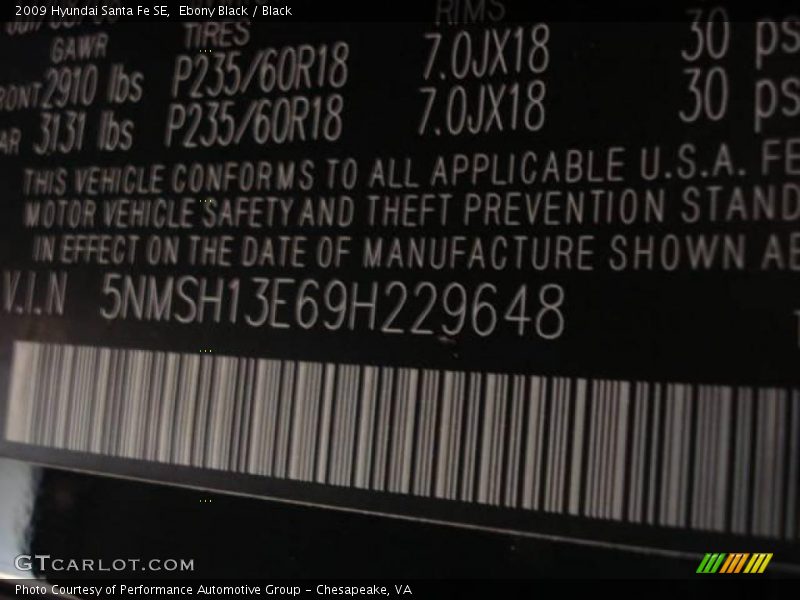 2009 Hyundai Santa Fe SE, Ebony Black / Black
GAWR TIRES RIMS
2910 lbs P235/60R18 7.0JX18 30 ps
3131 lbs P235/60R18 7.0JX18 30 ps
THIS VEHICLE CONFORMS TO ALL APPLICABLE U.S.A. FE
MOTOR VEHICLE SAFETY AND THEFT PREVENTION STAND
IN EFFECT ON THE DATE OF MANUFACTURE SHOWN AB
V.I.N 5NMSH13E69H229648
GTCARLOT.COM
Photo Courtesy of Performance Automotive Group - Chesapeake, VA